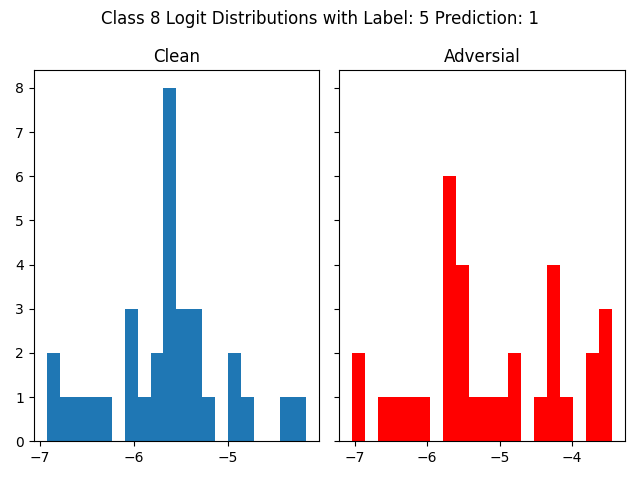 Class 8 Logit Distributions with Label: 5 Prediction: 1
Clean
Adversial
8
7
6
5
4
3
2
1
0
−7 −6 −5
−7 −6 −5 −4